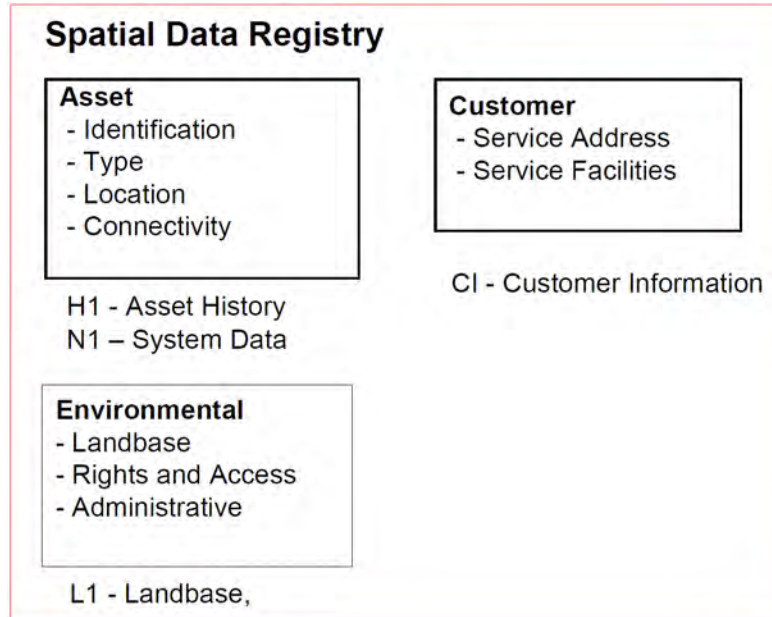 Spatial Data Registry
Asset
- Identification
- Type
- Location
- Connectivity
H1 - Asset History
N1 – System Data
Customer
- Service Address
- Service Facilities
CI - Customer Information
Environmental
- Landbase
- Rights and Access
- Administrative
L1 - Landbase,